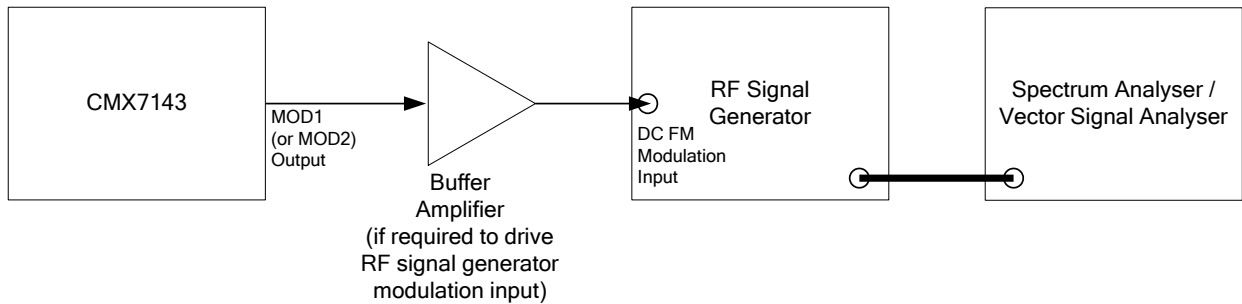 CMX7143
MOD1
(or MOD2)
Output
Buffer
Amplifier
(if required to drive
RF signal generator
modulation input)
RF Signal
Generator
DC FM
Modulation
Input
Spectrum Analyser /
Vector Signal Analyser